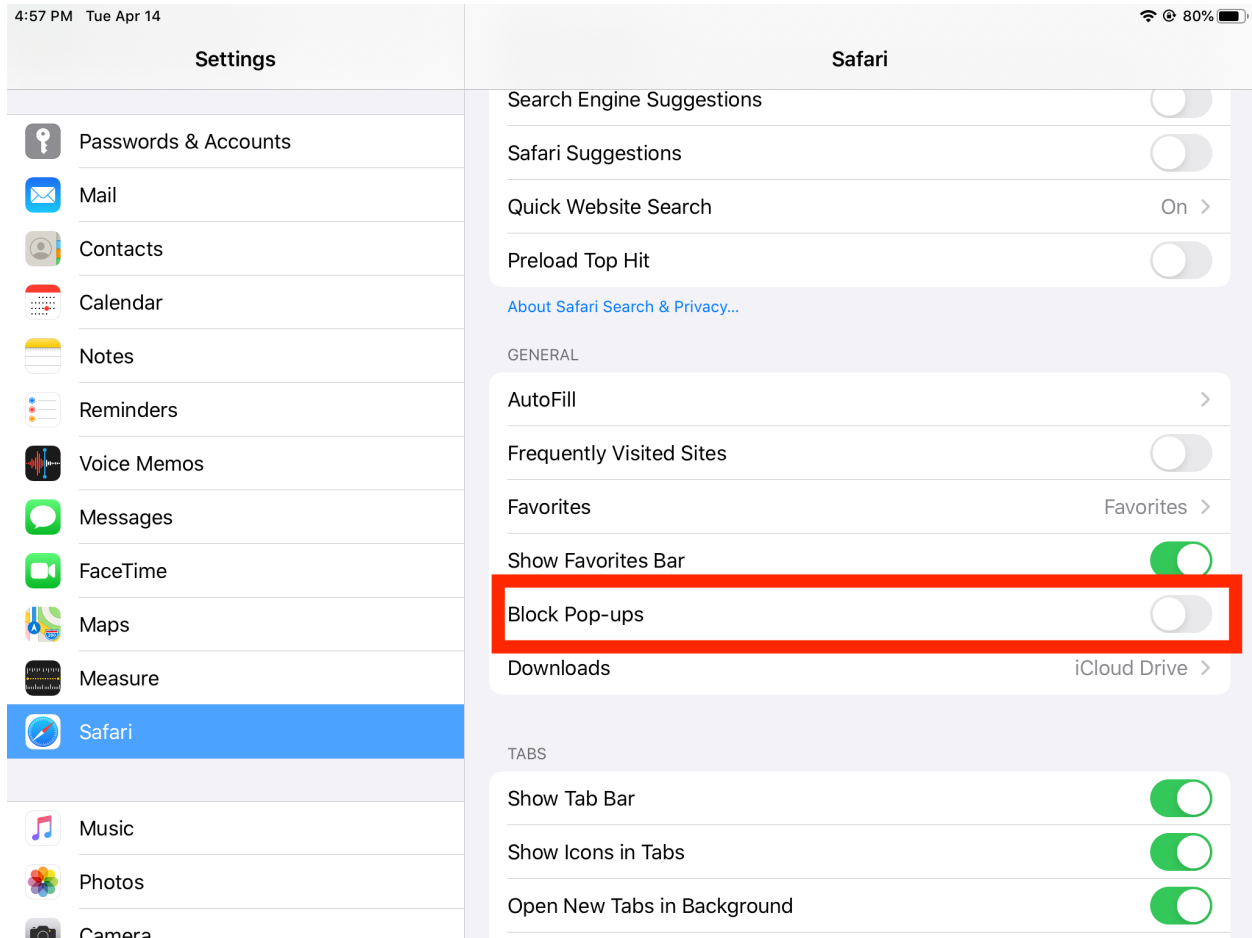 4:57 PM Tue Apr 14
80%
Settings
Passwords & Accounts
Mail
Contacts
Calendar
Notes
Reminders
Voice Memos
Messages
FaceTime
Maps
Measure
Safari
Music
Photos
Camera
Safari
Search Engine Suggestions
Safari Suggestions
Quick Website Search On
Preload Top Hit
About Safari Search & Privacy...
GENERAL
AutoFill
Frequently Visited Sites
Favorites Favorites
Show Favorites Bar
Block Pop-ups
Downloads iCloud Drive
TABS
Show Tab Bar
Show Icons in Tabs
Open New Tabs in Background